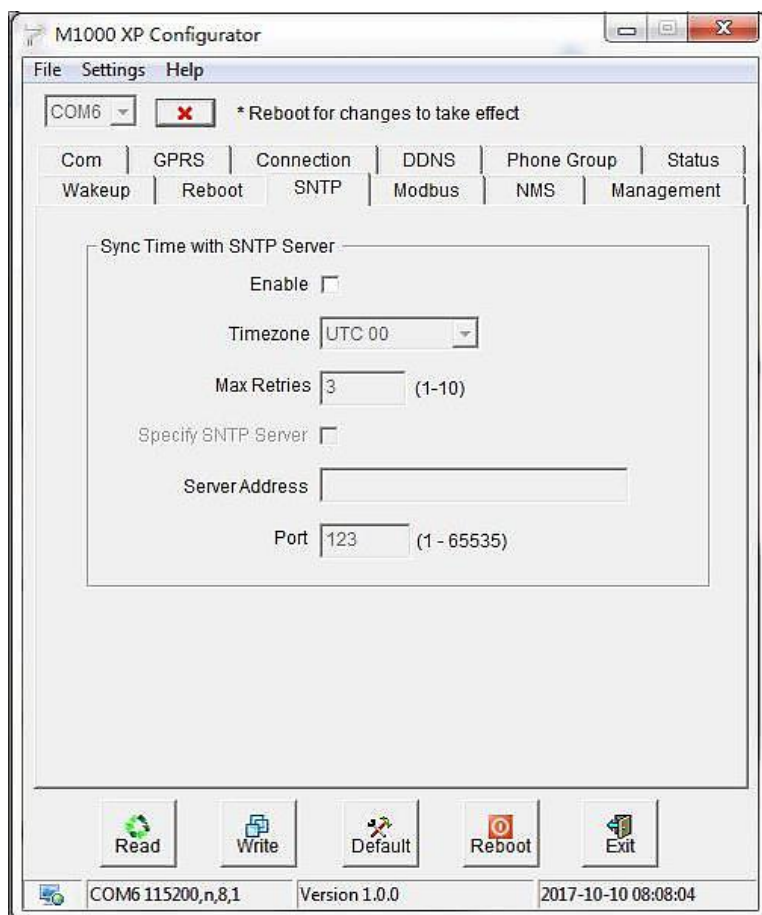 M1000 XP Configurator
File Settings Help
COM6 * Reboot for changes to take effect
Com GPRS Connection DDNS Phone Group Status
Wakeup Reboot SNTP Modbus NMS Management
Sync Time with SNTP Server
Enable
Timezone UTC 00
Max Retries 3 (1-10)
Specify SNTP Server
Server Address
Port 123 (1 - 65535)
Read Write Default Reboot Exit
COM6 115200,n,8,1 Version 1.0.0 2017-10-10 08:08:04